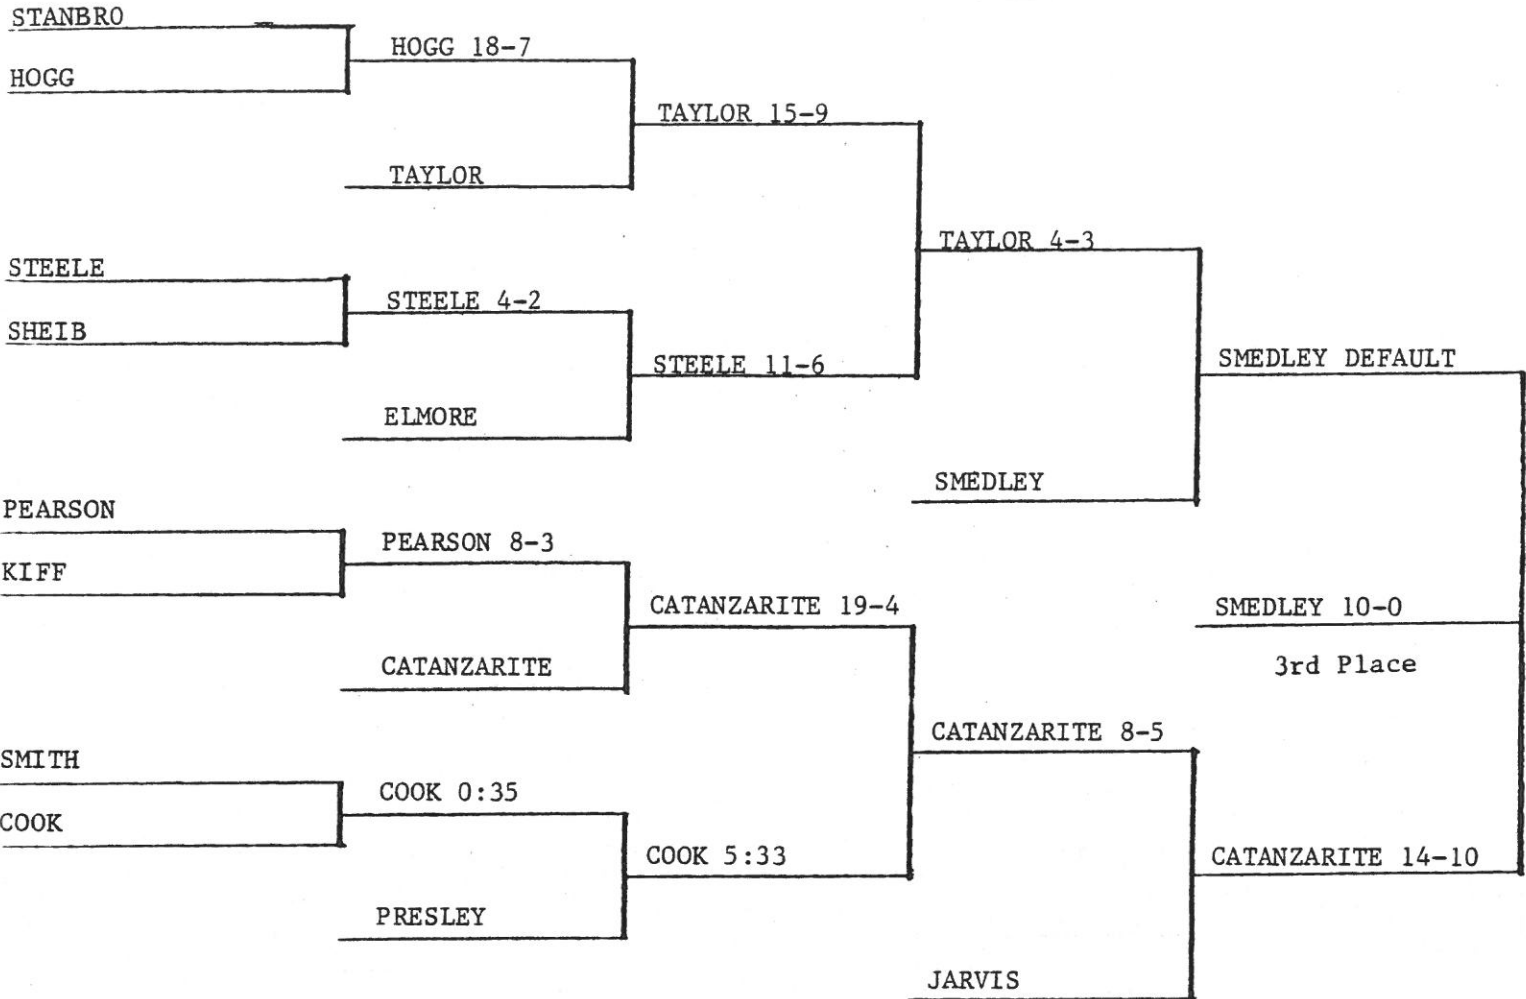 STANBRO
HOGG 18-7
HOGG
TAYLOR 15-9
TAYLOR
TAYLOR 4-3
STEELE
STEELE 4-2
SHEIB
SMEDLEY DEFAULT
STEELE 11-6
ELMORE
SMEDLEY
PEARSON
PEARSON 8-3
KIFF
CATANZARITE 19-4
SMEDLEY 10-0
CATANZARITE
3rd Place
CATANZARITE 8-5
SMITH
COOK 0:35
COOK
COOK 5:33
CATANZARITE 14-10
PRESLEY
JARVIS